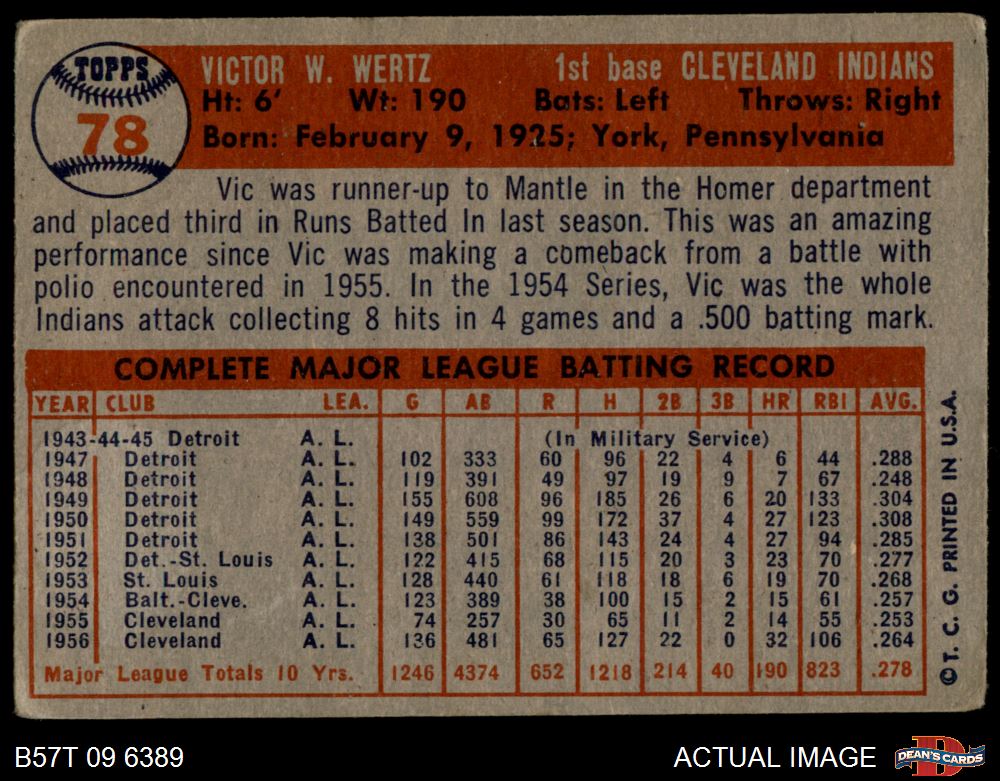 TOPPS
78
VICTOR W. WERTZ 1st base CLEVELAND INDIANS
Ht: 6' Wt: 190 Bats: Left Throws: Right
Born: February 9, 1925; York, Pennsylvania
Vic was runner-up to Mantle in the Homer department
and placed third in Runs Batted In last season. This was an amazing
performance since Vic was making a comeback from a battle with
polio encountered in 1955. In the 1954 Series, Vic was the whole
Indians attack collecting 8 hits in 4 games and a .500 batting mark.
COMPLETE MAJOR LEAGUE BATTING RECORD
YEAR CLUB LEA. G AB R H 2B 3B HR RBI AVG.
1943-44-45 Detroit A. L. (In Military Service)
1947 Detroit A. L. 102 333 60 96 22 4 6 44 .288
1948 Detroit A. L. 119 391 49 97 19 9 7 67 .248
1949 Detroit A. L. 155 608 96 185 26 6 20 133 .304
1950 Detroit A. L. 149 559 99 172 37 4 27 123 .308
1951 Detroit A. L. 138 501 86 143 24 4 27 94 .285
1952 Det.-St. Louis A. L. 122 415 68 115 20 3 23 70 .277
1953 St. Louis A. L. 128 440 61 118 18 6 19 70 .268
1954 Balt.-Cleve. A. L. 123 389 38 100 15 2 15 61 .257
1955 Cleveland A. L. 74 257 30 65 11 2 14 55 .253
1956 Cleveland A. L. 136 481 65 127 22 0 32 106 .264
Major League Totals 10 Yrs. 1246 4374 652 1218 214 40 190 823 .278
©T. C. G. PRINTED IN U.S.A.
B57T 09 6389 ACTUAL IMAGE
DEAN'S CARDS